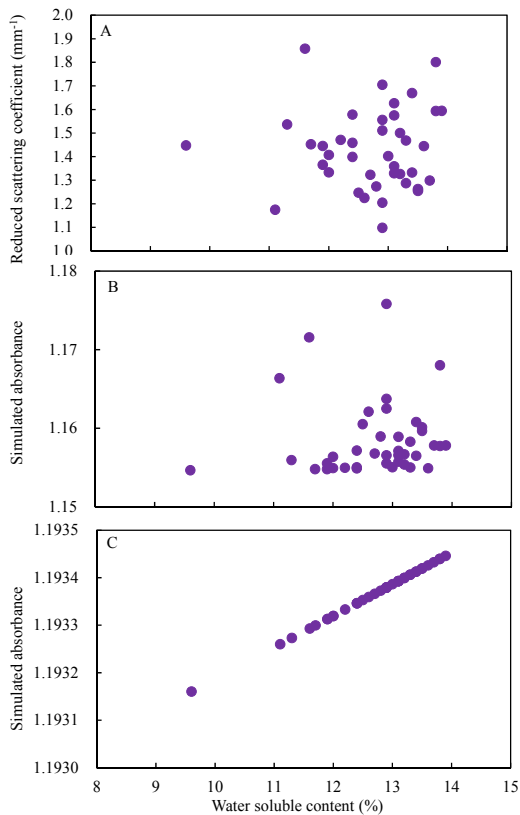 A
Reduced scattering coefficient (mm⁻¹)
2.0
1.9
1.8
1.7
1.6
1.5
1.4
1.3
1.2
1.1
1.0
B
Simulated absorbance
1.18
1.17
1.16
1.15
C
Simulated absorbance
1.1935
1.1934
1.1933
1.1932
1.1931
1.1930
8 9 10 11 12 13 14 15
Water soluble content (%)